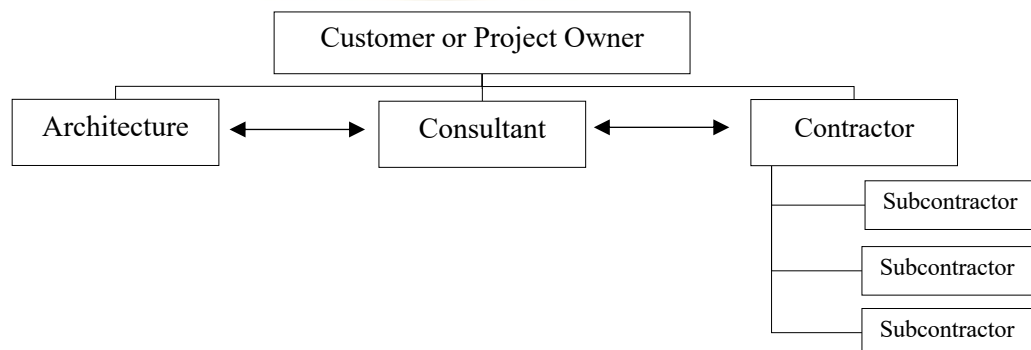 Customer or Project Owner
Architecture
Consultant
Contractor
Subcontractor
Subcontractor
Subcontractor